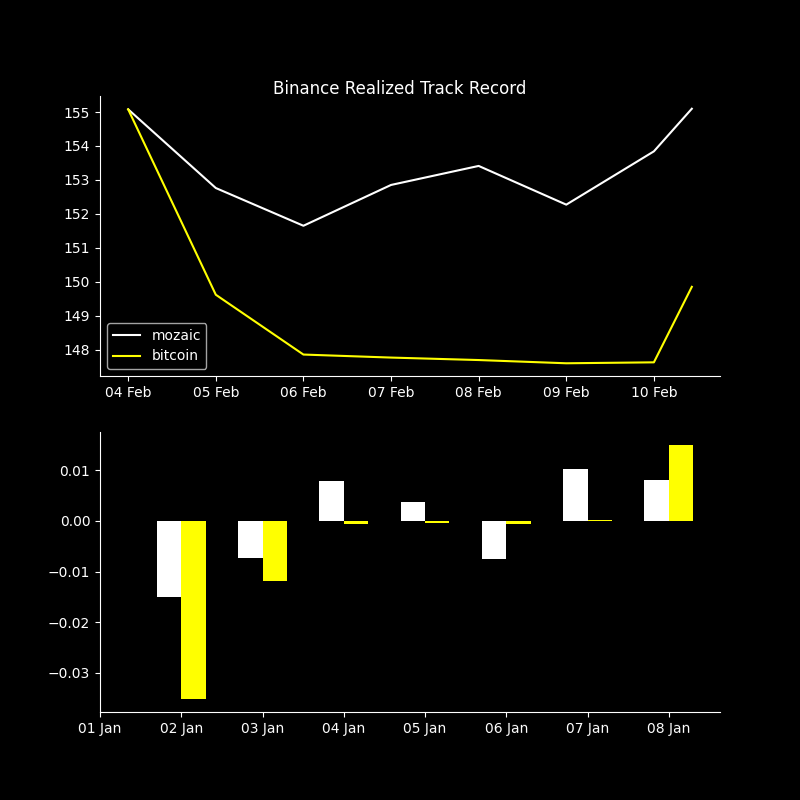 Binance Realized Track Record
155
154
153
152
151
150
149
148
mozaic
bitcoin
04 Feb 05 Feb 06 Feb 07 Feb 08 Feb 09 Feb 10 Feb
0.01
0.00
−0.01
−0.02
−0.03
01 Jan 02 Jan 03 Jan 04 Jan 05 Jan 06 Jan 07 Jan 08 Jan